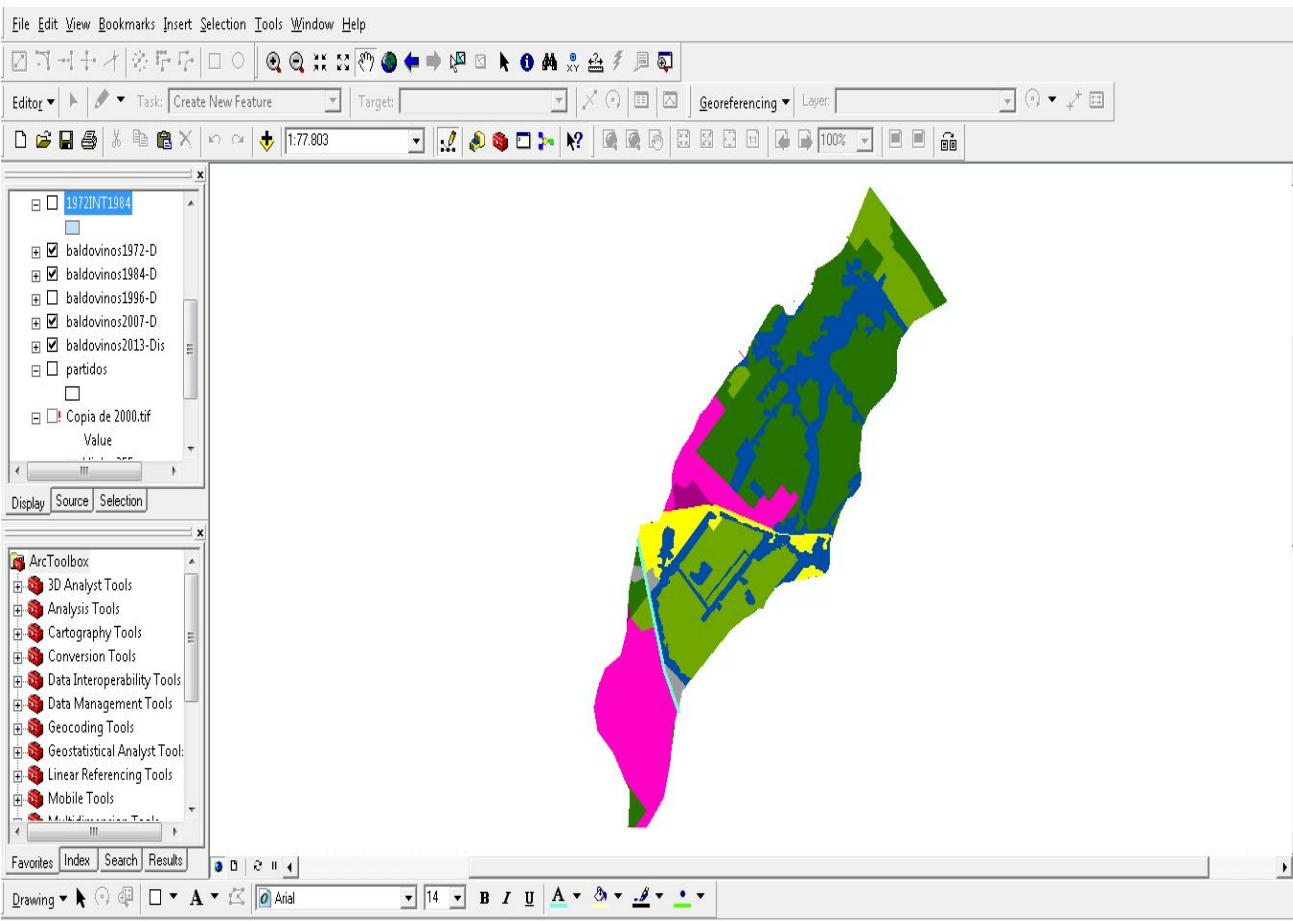 File Edit View Bookmarks Insert Selection Tools Window Help
Editor Task: Create New Feature Target: Georeferencing Layer:
1:77.803 100%
1972INT1984
baldovinos1972-D
baldovinos1984-D
baldovinos1996-D
baldovinos2007-D
baldovinos2013-Dis
partidos
Copia de 2000.tif
Value
Display Source Selection
ArcToolbox
3D Analyst Tools
Analysis Tools
Cartography Tools
Conversion Tools
Data Interoperability Tools
Data Management Tools
Geocoding Tools
Geostatistical Analyst Tool:
Linear Referencing Tools
Mobile Tools
Favorites Index Search Results
Drawing A Arial 14 B I U A